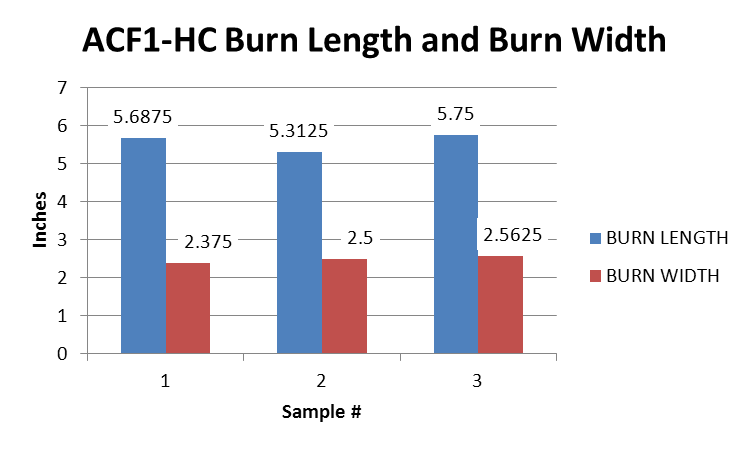 ACF1-HC Burn Length and Burn Width
7
6
5
4
3
2
1
0
Inches
5.6875
2.375
5.3125
2.5
5.75
2.5625
1 2 3
Sample #
BURN LENGTH
BURN WIDTH